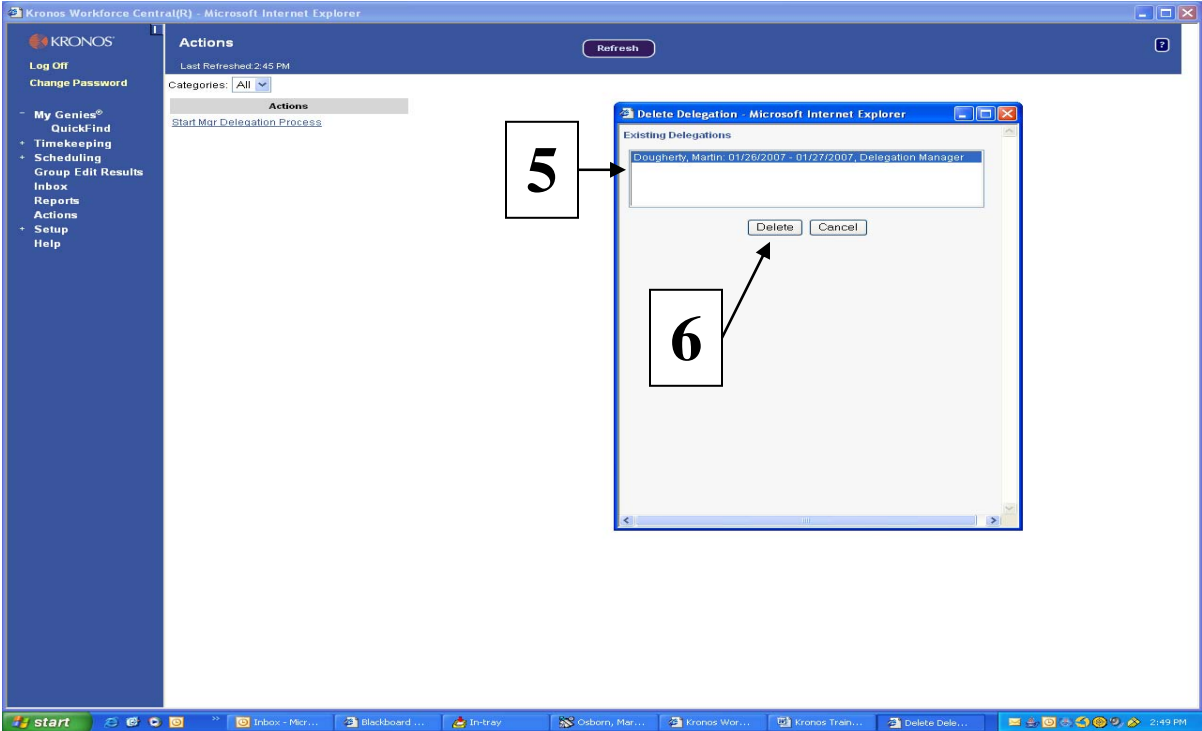 Kronos Workforce Central(R) - Microsoft Internet Explorer
KRONOS®
Log Off
Change Password
- My Genies®
QuickFind
+ Timekeeping
+ Scheduling
Group Edit Results
Inbox
Reports
Actions
+ Setup
Help
Actions
Last Refreshed:2:45 PM
Refresh
?
Categories: All
Actions
Start Mgr Delegation Process
5
Delete Delegation - Microsoft Internet Explorer
Existing Delegations
Dougherty, Martin: 01/26/2007 - 01/27/2007, Delegation Manager
Delete Cancel
6
start
Inbox - Micr...
Blackboard ...
In-tray
Osborn, Mar...
Kronos Wor...
Kronos Train...
Delete Dele...
2:49 PM